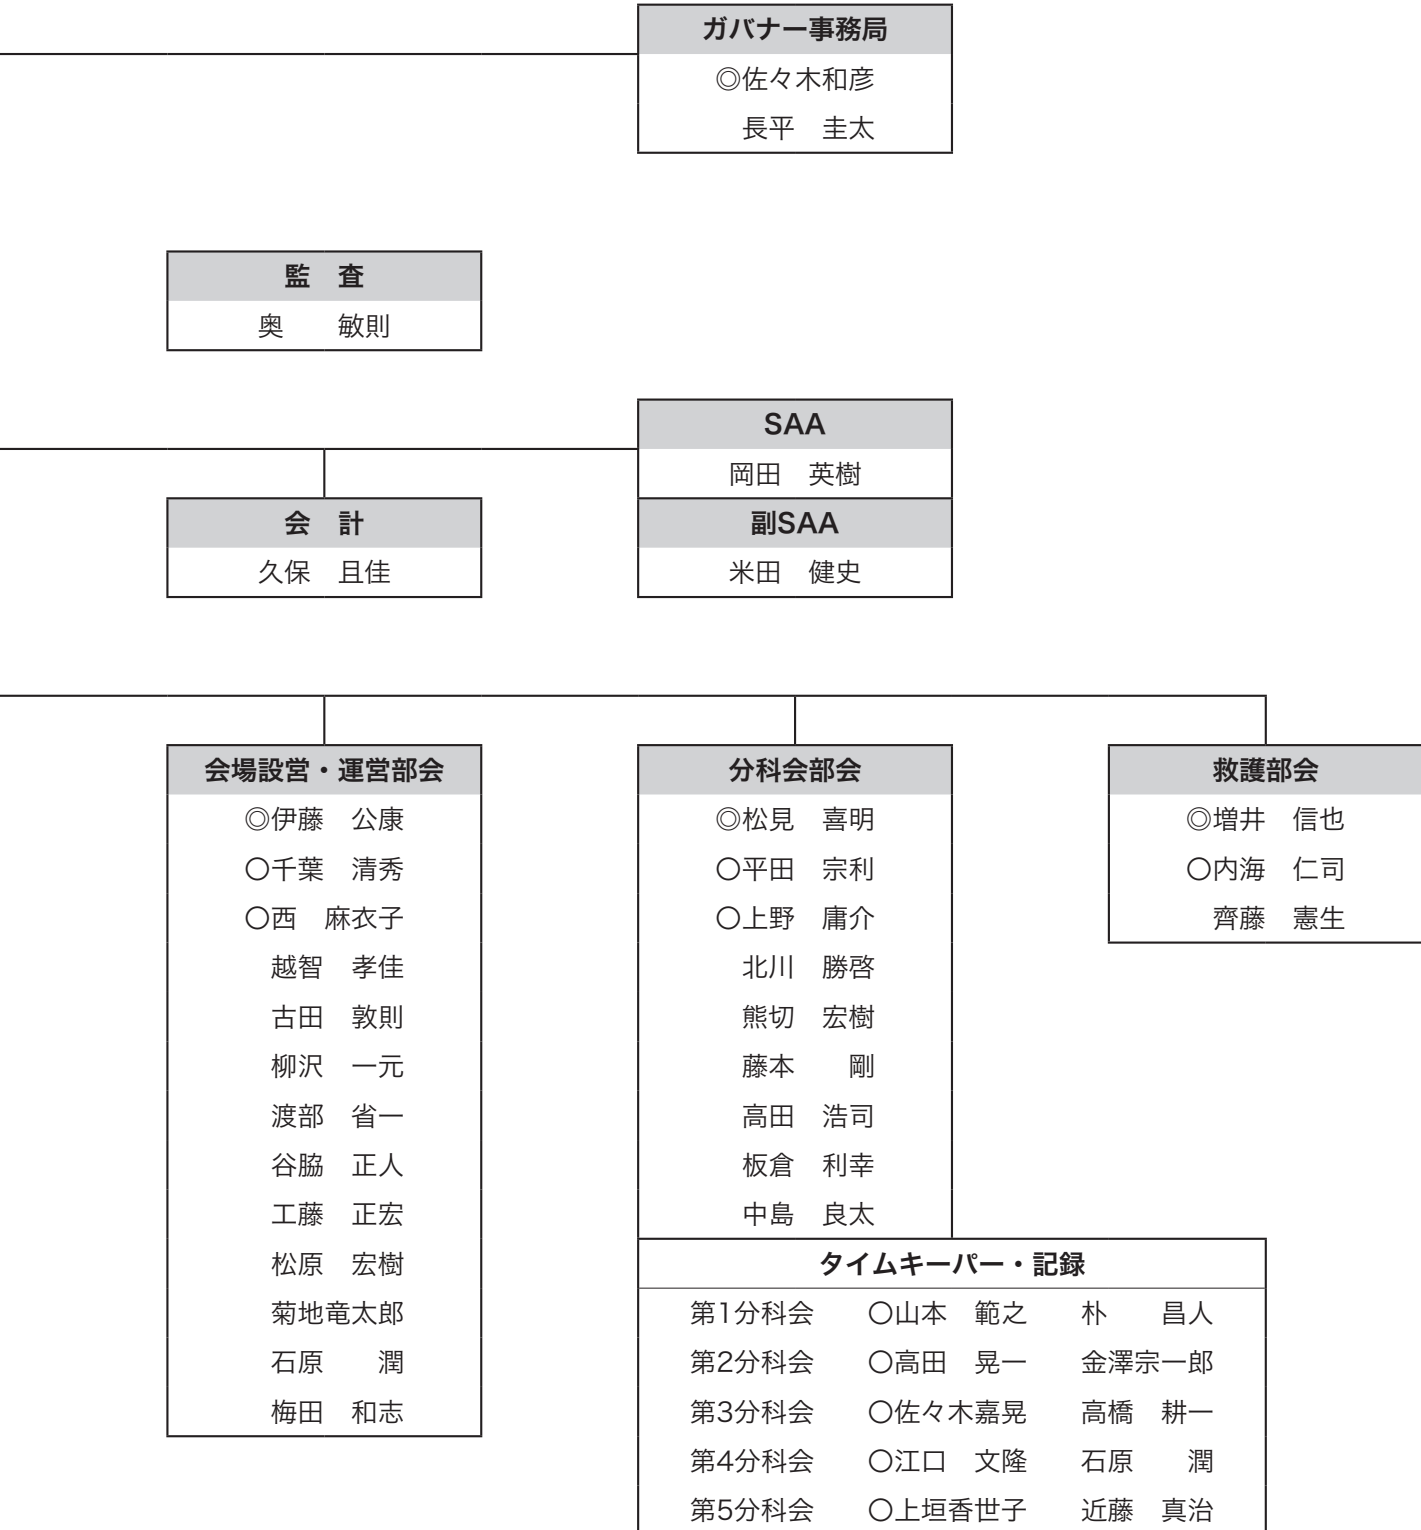 ガバナー事務局
◎佐々木和彦
長平　圭太
監　査
奥　　敏則
SAA
岡田　英樹
副SAA
米田　健史
会　計
久保　且佳
会場設営・運営部会
◎伊藤　公康
〇千葉　清秀
〇西　麻衣子
越智　孝佳
古田　敦則
柳沢　一元
渡部　省一
谷脇　正人
工藤　正宏
松原　宏樹
菊地竜太郎
石原　　潤
梅田　和志
分科会部会
◎松見　喜明
〇平田　宗利
〇上野　庸介
北川　勝啓
熊切　宏樹
藤本　　剛
高田　浩司
板倉　利幸
中島　良太
タイムキーパー・記録
第1分科会　　〇山本　範之　　朴　　昌人
第2分科会　　〇高田　晃一　　金澤宗一郎
第3分科会　　〇佐々木嘉晃　　高橋　耕一
第4分科会　　〇江口　文隆　　石原　　潤
第5分科会　　〇上垣香世子　　近藤　真治
救護部会
◎増井　信也
〇内海　仁司
齊藤　憲生